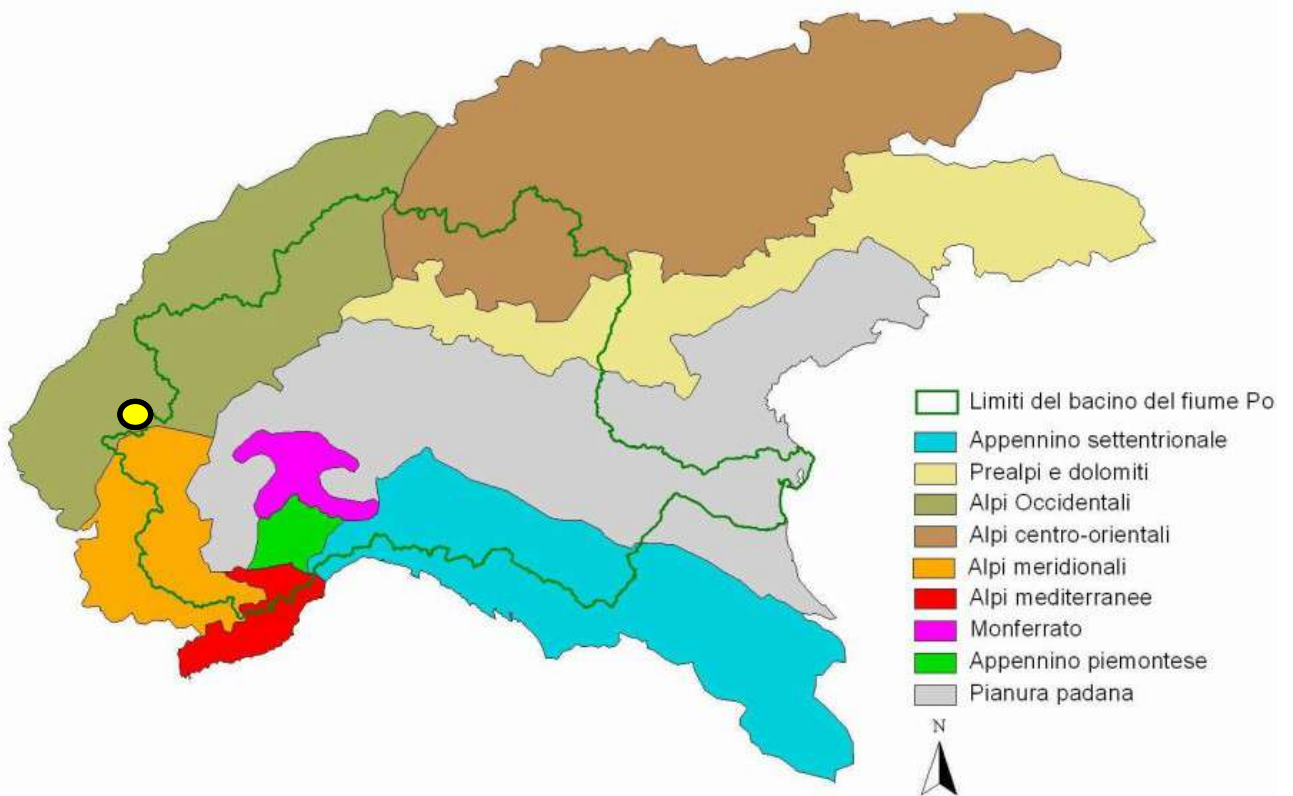 Limiti del bacino del fiume Po
Appennino settentrionale
Prealpi e dolomiti
Alpi Occidentali
Alpi centro-orientali
Alpi meridionali
Alpi mediterranee
Monferrato
Appennino piemontese
Pianura padana
N